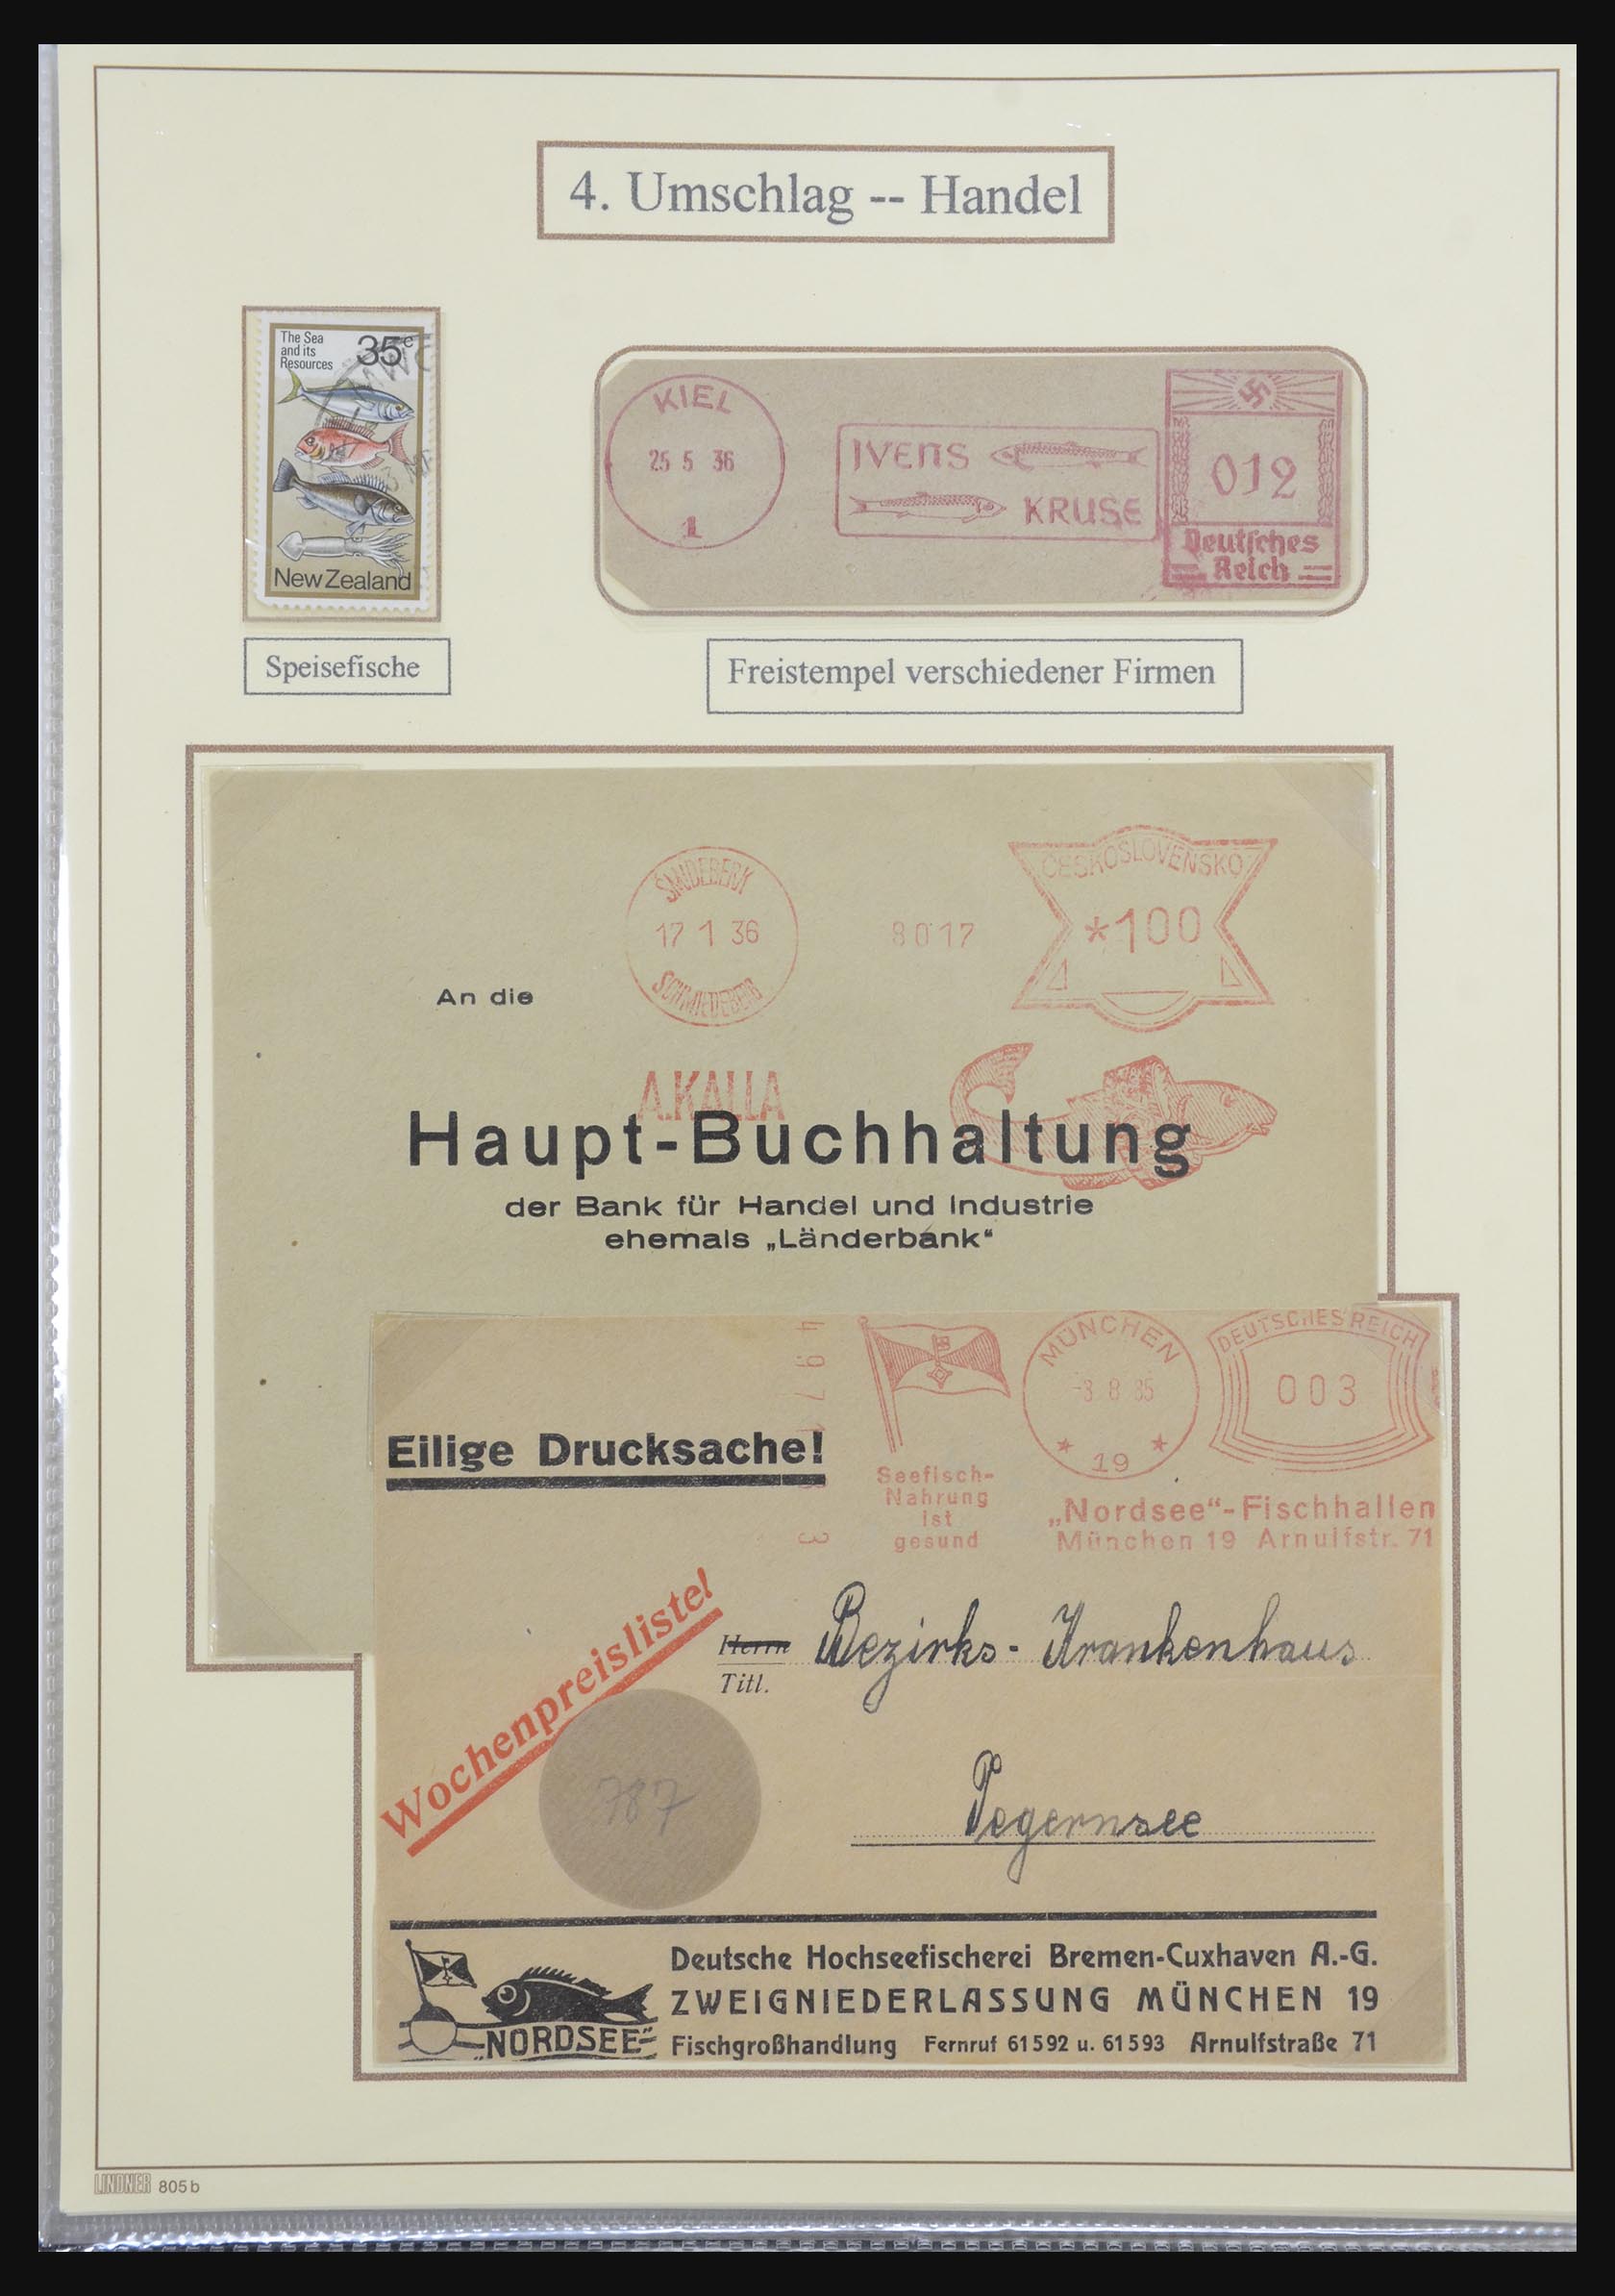 4. Umschlag -- Handel
The Sea
and its
Resources
35c
New Zealand
KIEL
25 5 36
1
IVENS
KRUSE
012
Deutsches
Reich
Speisefische
Freistempel verschiedener Firmen
ŠMIDEBERK
17 1 36
SCHMIEDEBERG
8017
ČESKOSLOVENSKO
*100
An die
A.KALLA
Haupt-Buchhaltung
der Bank für Handel und Industrie
ehemals „Länderbank“
Eilige Drucksache!
Seefisch-
Nahrung
ist
gesund
MÜNCHEN
-3 8 35
* 19 *
DEUTSCHES REICH
003
„Nordsee“-Fischhallen
München 19 Arnulfstr. 71
Wochenpreisliste!
Herrn
Titl.
Bezirks-Krankenhaus
Tegernsee
787
„NORDSEE“
Deutsche Hochseefischerei Bremen-Cuxhaven A.-G.
ZWEIGNIEDERLASSUNG MÜNCHEN 19
Fischgroßhandlung Fernruf 61592 u. 61593 Arnulfstraße 71
LINDNER 805b